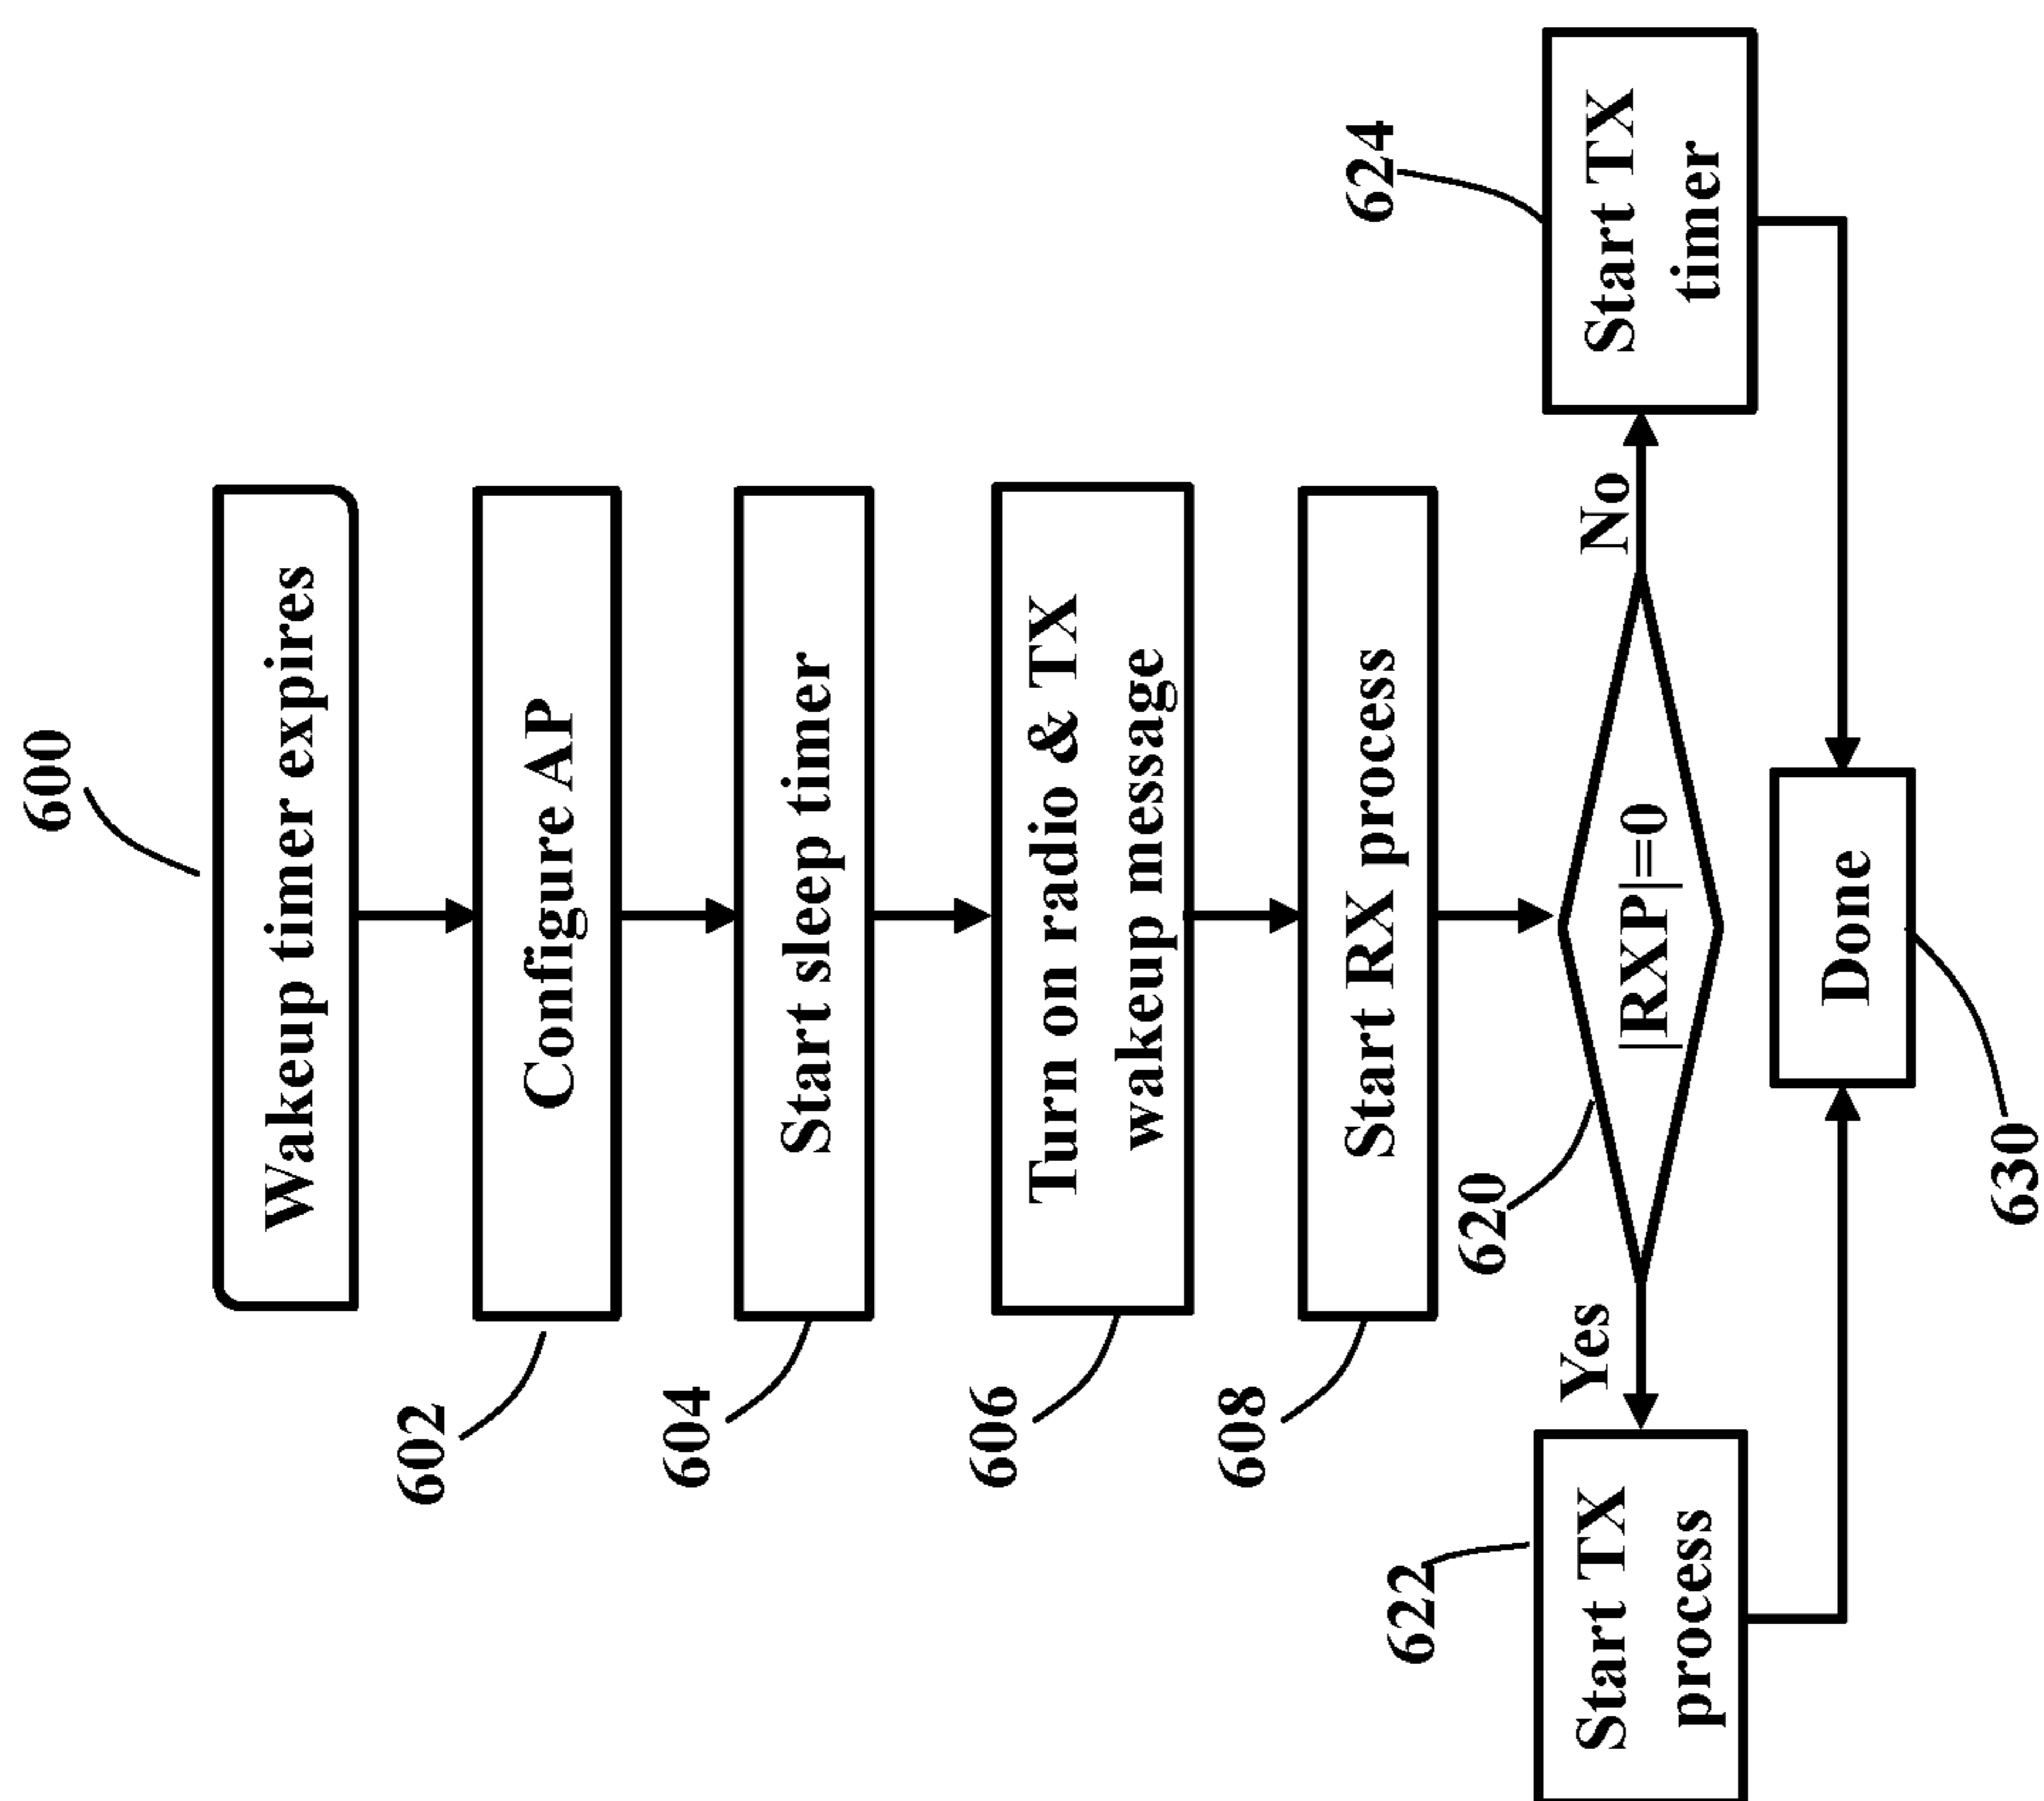 600
Wakeup timer expires
602
Configure AP
604
Start sleep timer
606
Turn on radio & TX
wakeup message
608
Start RX process
620
|RXP|=0
Yes
No
622
Start TX
process
624
Start TX
timer
Done
630